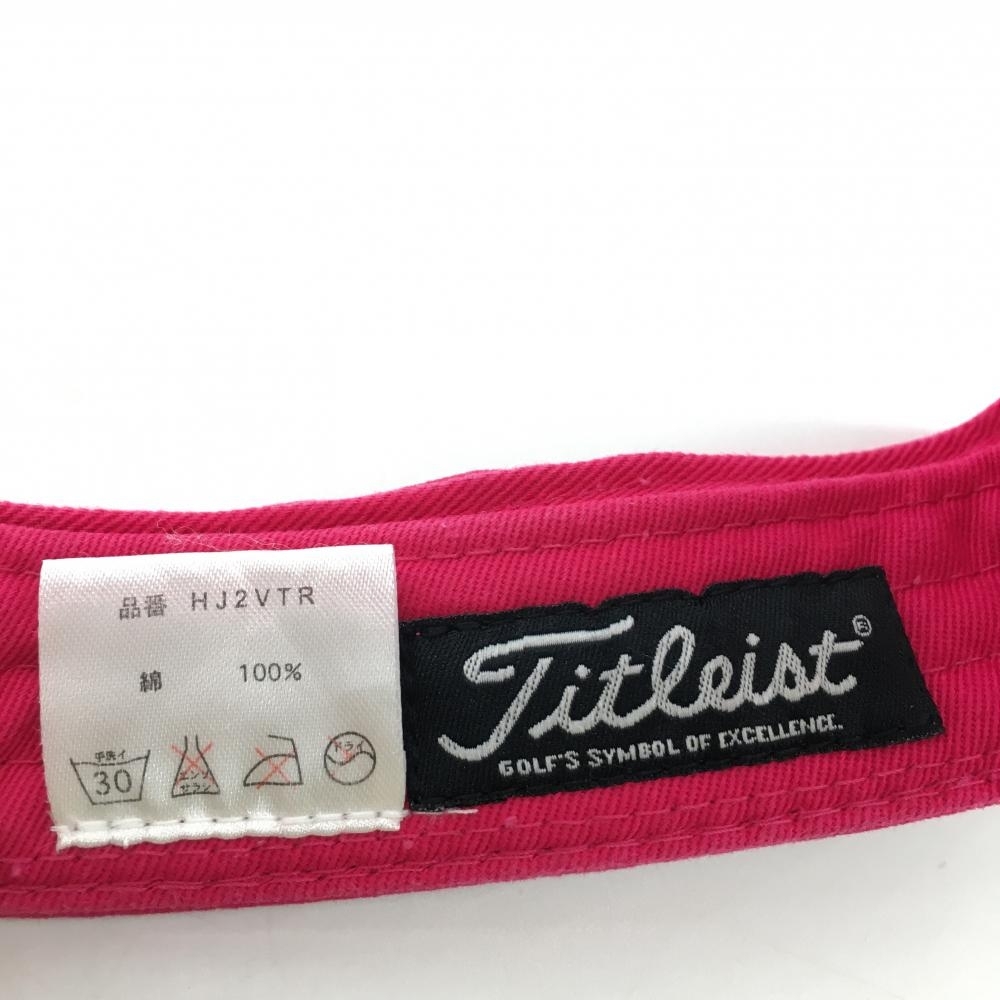 品番 HJ2VTR
綿 100%
手洗イ
30
エンソ
サラシ
ドライ
Titleist®
GOLF'S SYMBOL OF EXCELLENCE.